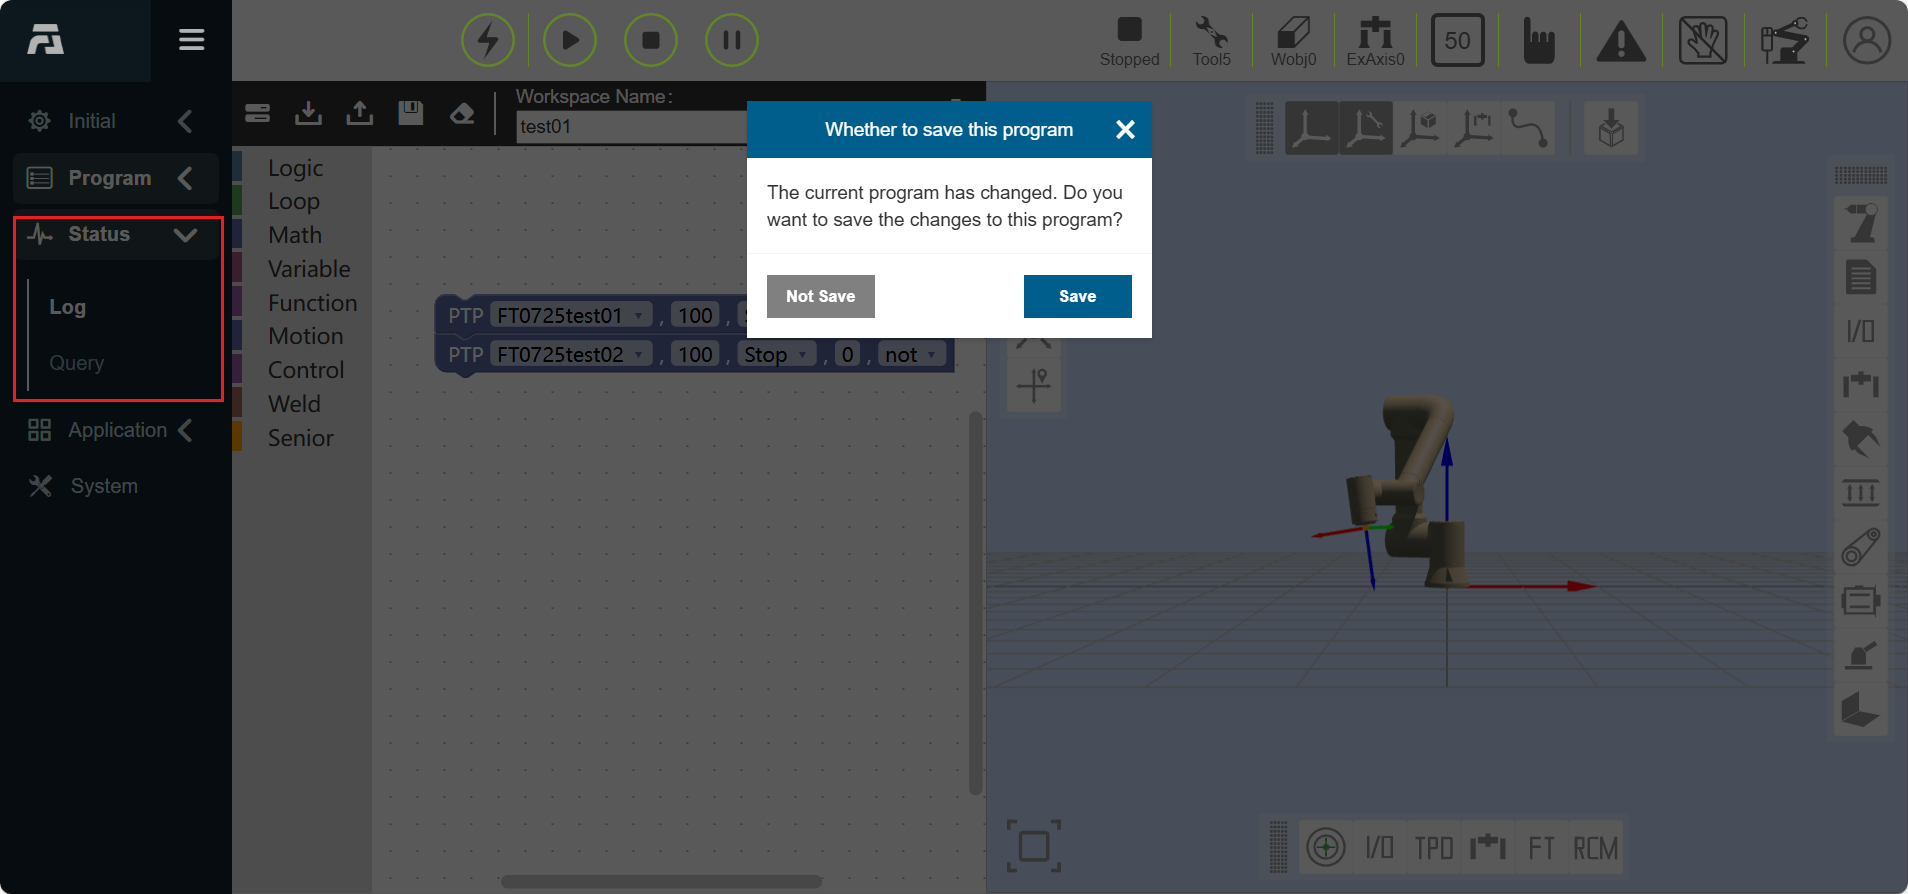 Stopped
Tool5
Wobj0
ExAxis0
50
Initial
Program
Status
Log
Query
Application
System
Workspace Name:
test01
Logic
Loop
Math
Variable
Function
Motion
Control
Weld
Senior
PTP FT0725test01 , 100 ,
PTP FT0725test02 , 100 , Stop , 0 , not
Whether to save this program
The current program has changed. Do you
want to save the changes to this program?
Not Save
Save
I/O
I/O
TPD
FT
RCM